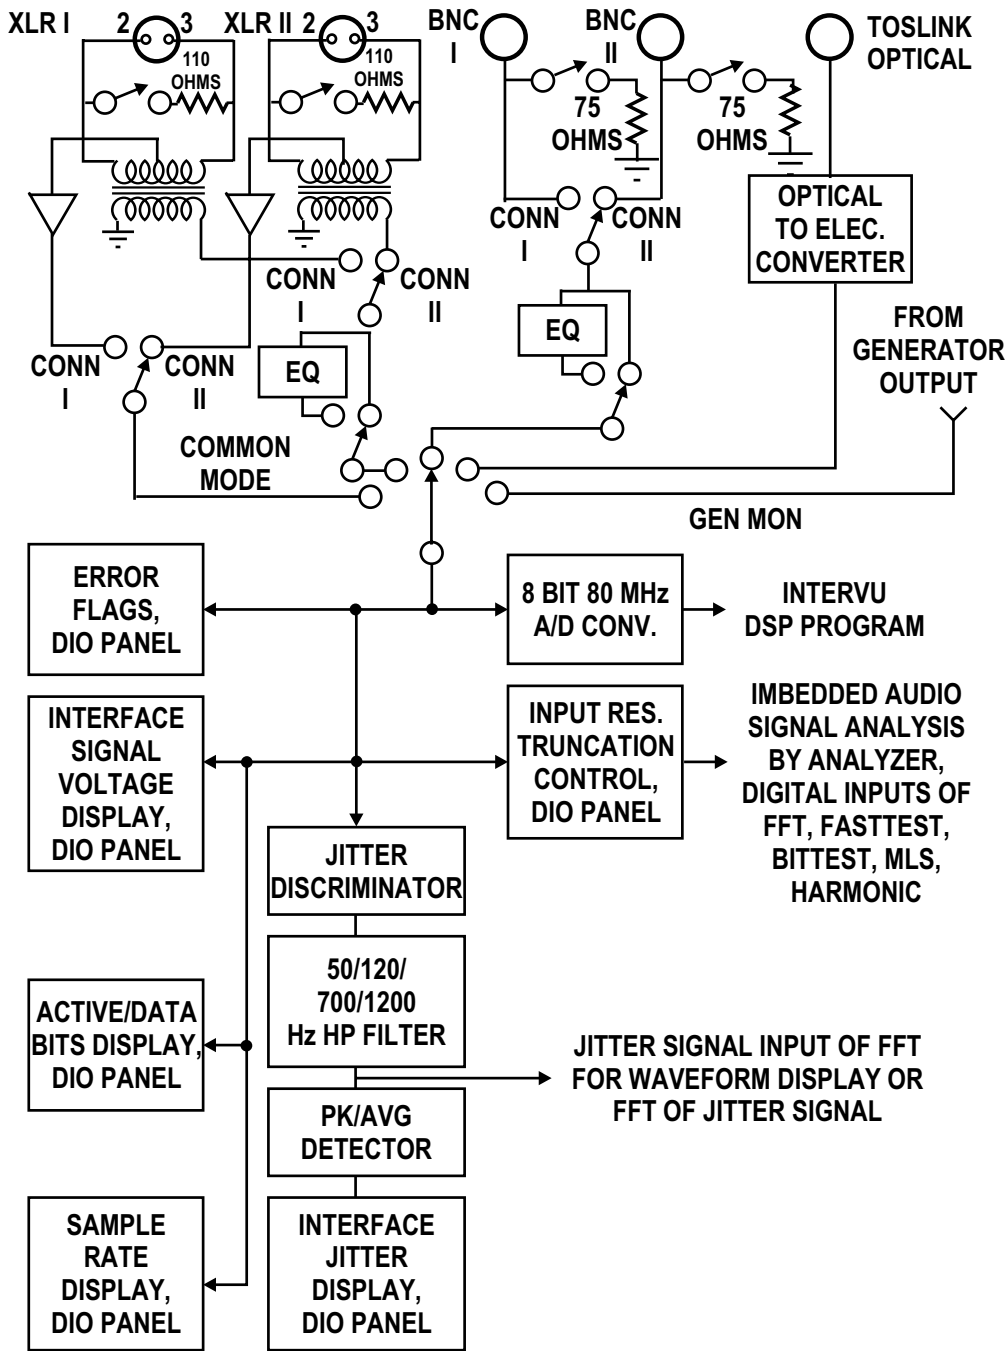 XLR I
2
3
110
OHMS
XLR II
2
3
110
OHMS
BNC
I
BNC
II
75
OHMS
75
OHMS
TOSLINK
OPTICAL
CONN
I
CONN
II
OPTICAL
TO ELEC.
CONVERTER
CONN
I
CONN
II
EQ
FROM
GENERATOR
OUTPUT
CONN
I
CONN
II
EQ
COMMON
MODE
GEN MON
ERROR
FLAGS,
DIO PANEL
8 BIT 80 MHz
A/D CONV.
INTERVU
DSP PROGRAM
INTERFACE
SIGNAL
VOLTAGE
DISPLAY,
DIO PANEL
INPUT RES.
TRUNCATION
CONTROL,
DIO PANEL
IMBEDDED AUDIO
SIGNAL ANALYSIS
BY ANALYZER,
DIGITAL INPUTS OF
FFT, FASTTEST,
BITTEST, MLS,
HARMONIC
JITTER
DISCRIMINATOR
50/120/
700/1200
Hz HP FILTER
ACTIVE/DATA
BITS DISPLAY,
DIO PANEL
JITTER SIGNAL INPUT OF FFT
FOR WAVEFORM DISPLAY OR
FFT OF JITTER SIGNAL
PK/AVG
DETECTOR
SAMPLE
RATE
DISPLAY,
DIO PANEL
INTERFACE
JITTER
DISPLAY,
DIO PANEL